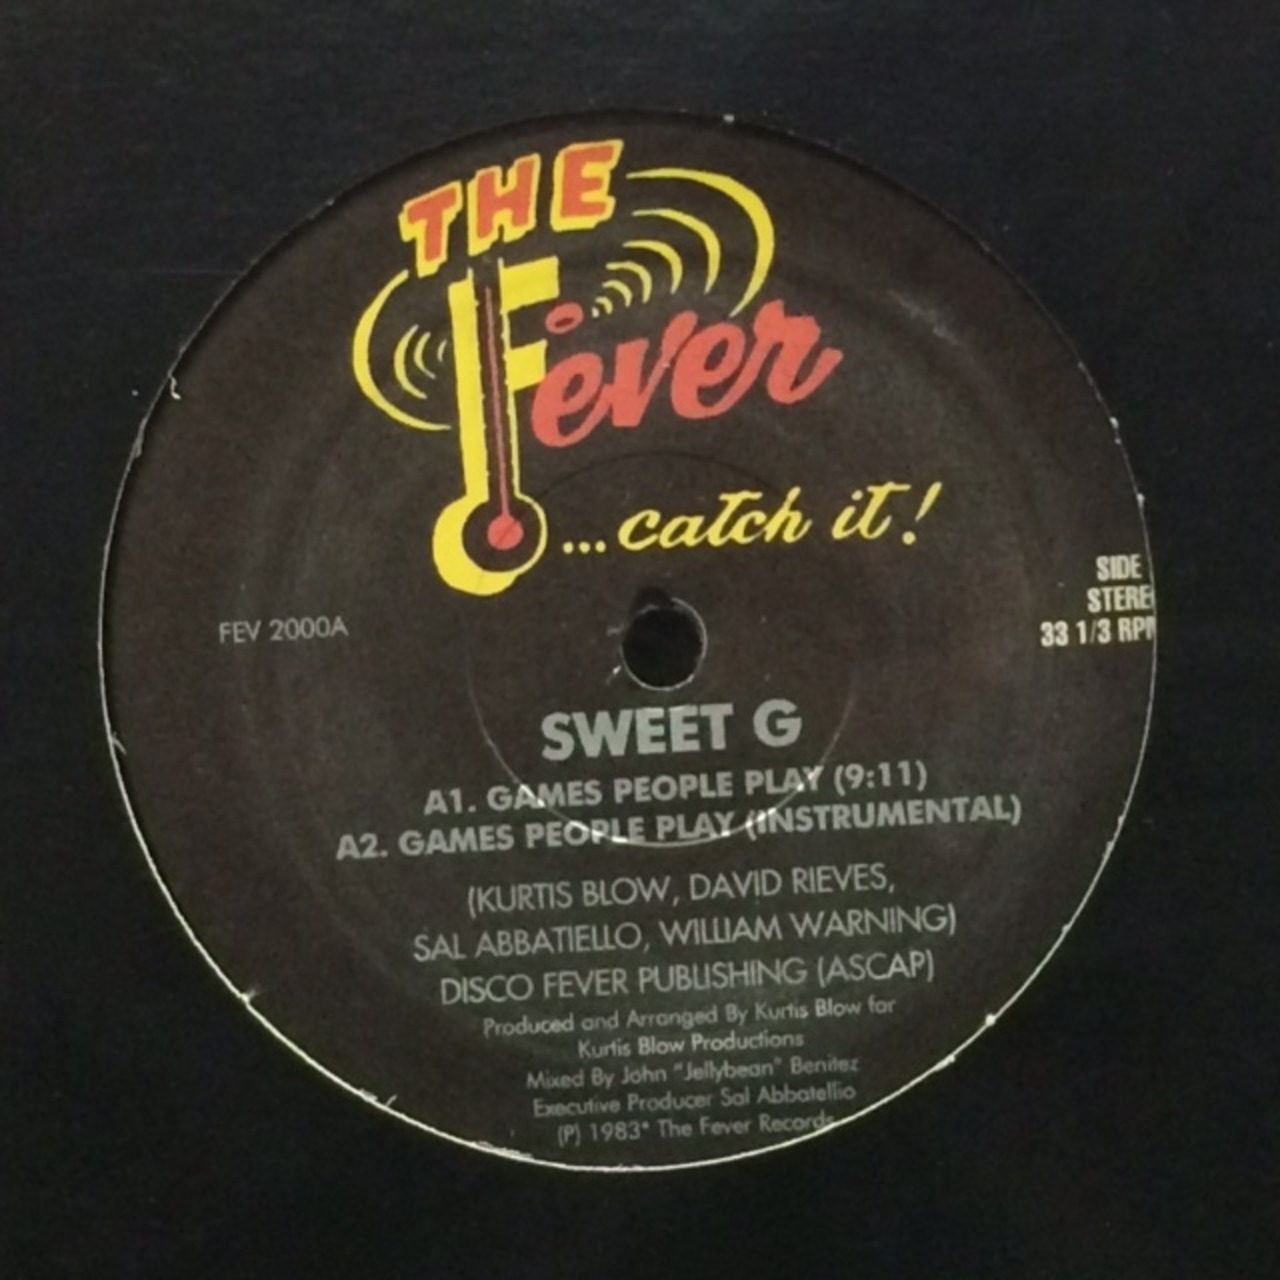 THE
Fever
...catch it!
SIDE
STEREO
33 1/3 RPM
FEV 2000A
SWEET G
A1. GAMES PEOPLE PLAY (9:11)
A2. GAMES PEOPLE PLAY (INSTRUMENTAL)
(KURTIS BLOW, DAVID RIEVES,
SAL ABBATIELLO, WILLIAM WARNING)
DISCO FEVER PUBLISHING (ASCAP)
Produced and Arranged By Kurtis Blow for
Kurtis Blow Productions
Mixed By John "Jellybean" Benitez
Executive Producer Sal Abbatellio
(P) 1983* The Fever Records